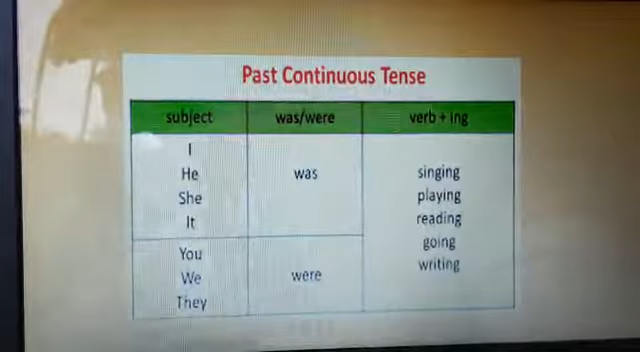 Past Continuous Tense
subject was/were verb + ing
I
He was singing
She playing
It reading
You going
We were writing
They